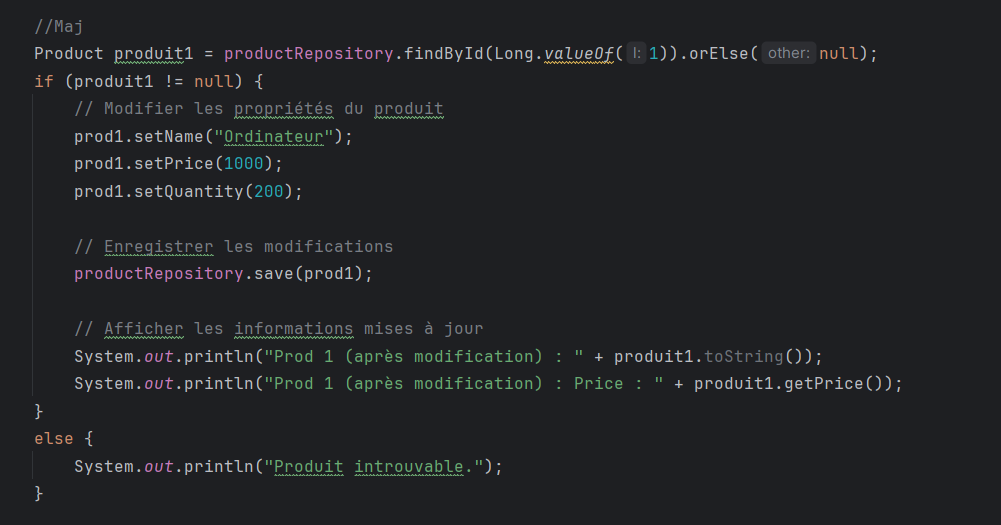 //Maj
Product produit1 = productRepository.findById(Long.valueOf( l: 1)).orElse( other: null);
if (produit1 != null) {
    // Modifier les propriétés du produit
    prod1.setName("Ordinateur");
    prod1.setPrice(1000);
    prod1.setQuantity(200);
    // Enregistrer les modifications
    productRepository.save(prod1);
    // Afficher les informations mises à jour
    System.out.println("Prod 1 (après modification) : " + produit1.toString());
    System.out.println("Prod 1 (après modification) : Price : " + produit1.getPrice());
}
else {
    System.out.println("Produit introuvable.");
}